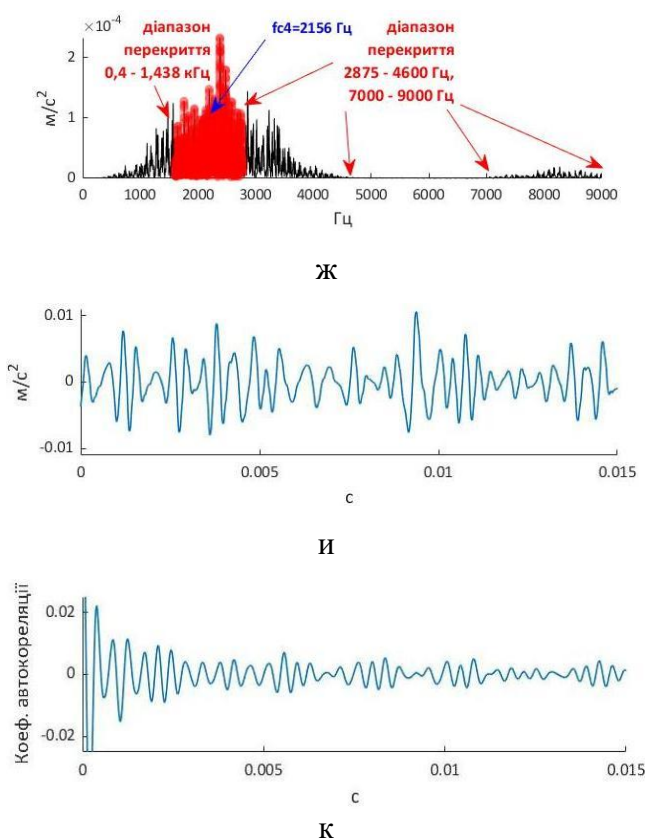 ×10⁻⁴
діапазон
перекриття
0,4 - 1,438 кГц
fc4=2156 Гц
діапазон
перекриття
2875 - 4600 Гц,
7000 - 9000 Гц
м/с²
2
1
0
0 1000 2000 3000 4000 5000 6000 7000 8000 9000
Гц
ж
м/с²
0.01
0
-0.01
0 0.005 0.01 0.015
с
и
Коеф. автокореляції
0.02
0
-0.02
0 0.005 0.01 0.015
с
к